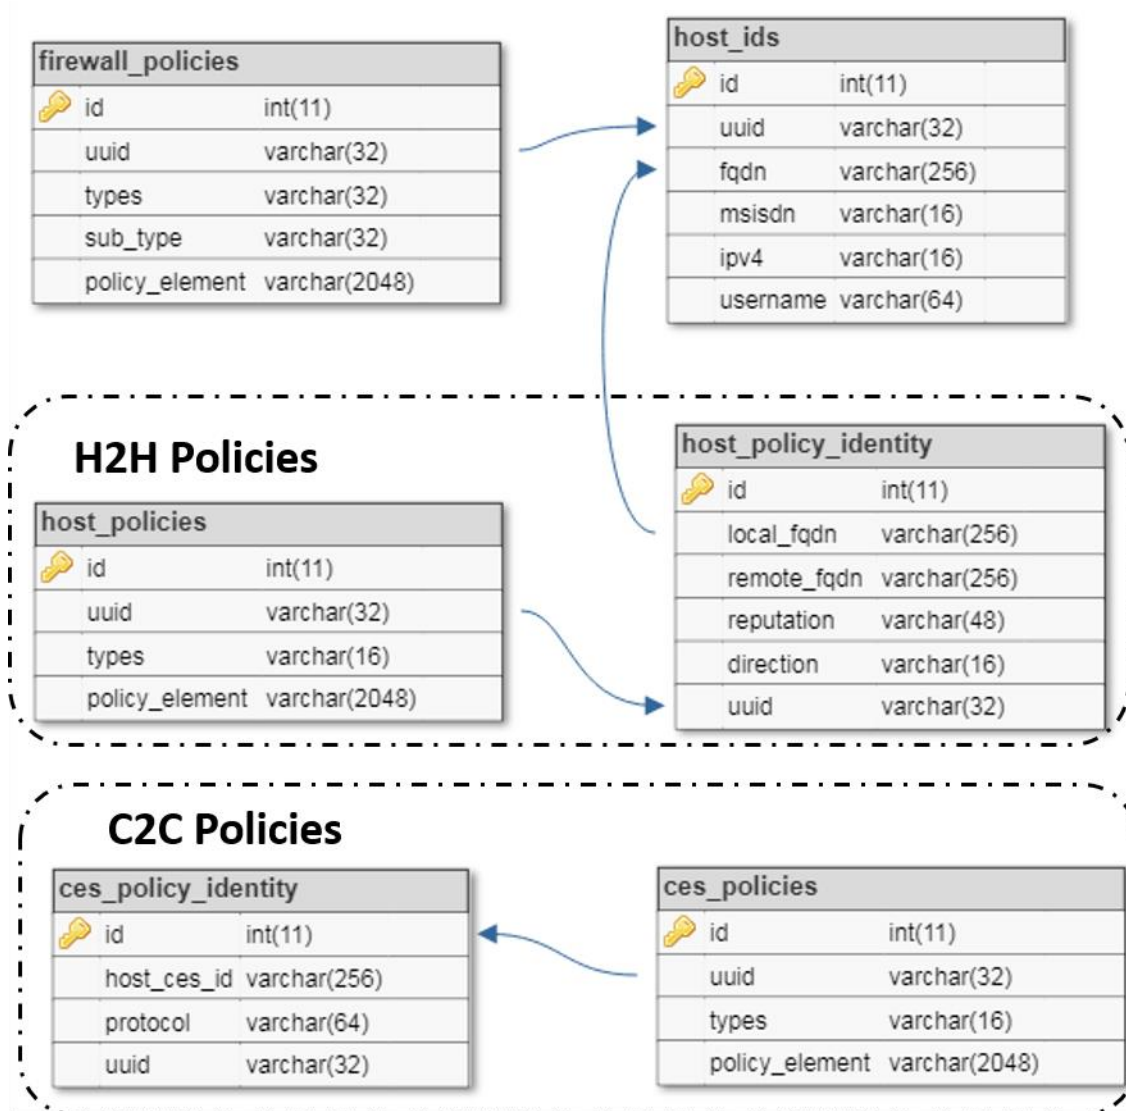 firewall_policies
id int(11)
uuid varchar(32)
types varchar(32)
sub_type varchar(32)
policy_element varchar(2048)
host_ids
id int(11)
uuid varchar(32)
fqdn varchar(256)
msisdn varchar(16)
ipv4 varchar(16)
username varchar(64)
H2H Policies
host_policies
id int(11)
uuid varchar(32)
types varchar(16)
policy_element varchar(2048)
host_policy_identity
id int(11)
local_fqdn varchar(256)
remote_fqdn varchar(256)
reputation varchar(48)
direction varchar(16)
uuid varchar(32)
C2C Policies
ces_policy_identity
id int(11)
host_ces_id varchar(256)
protocol varchar(64)
uuid varchar(32)
ces_policies
id int(11)
uuid varchar(32)
types varchar(16)
policy_element varchar(2048)